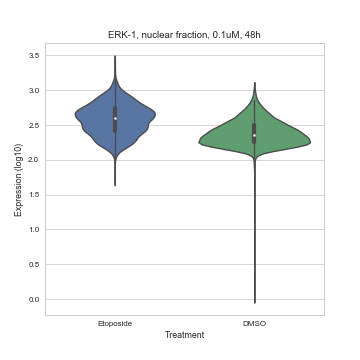 ERK-1, nuclear fraction, 0.1uM, 48h
3.5
3.0
2.5
2.0
1.5
1.0
0.5
0.0
Expression (log10)
Etoposide
DMSO
Treatment